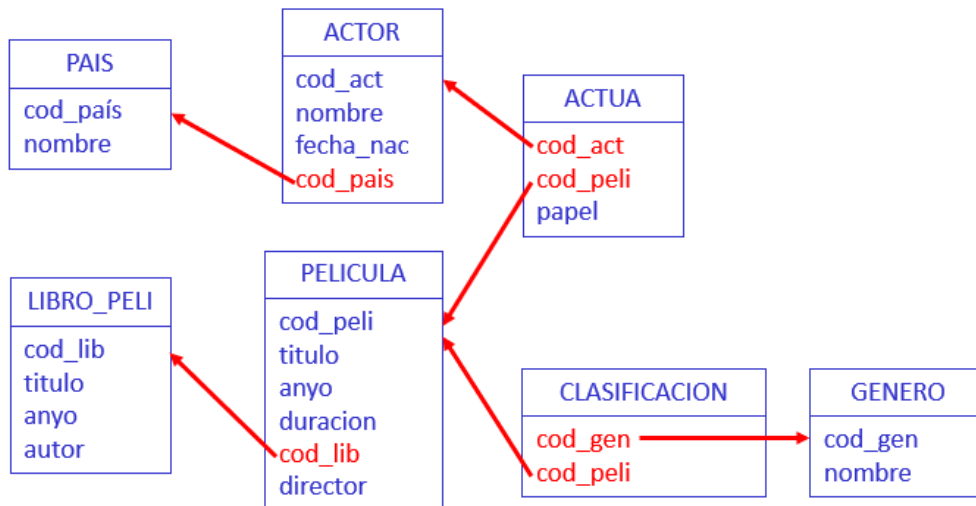 PAIS
cod_país
nombre
ACTOR
cod_act
nombre
fecha_nac
cod_pais
ACTUA
cod_act
cod_peli
papel
LIBRO_PELI
cod_lib
titulo
anyo
autor
PELICULA
cod_peli
titulo
anyo
duracion
cod_lib
director
CLASIFICACION
cod_gen
cod_peli
GENERO
cod_gen
nombre